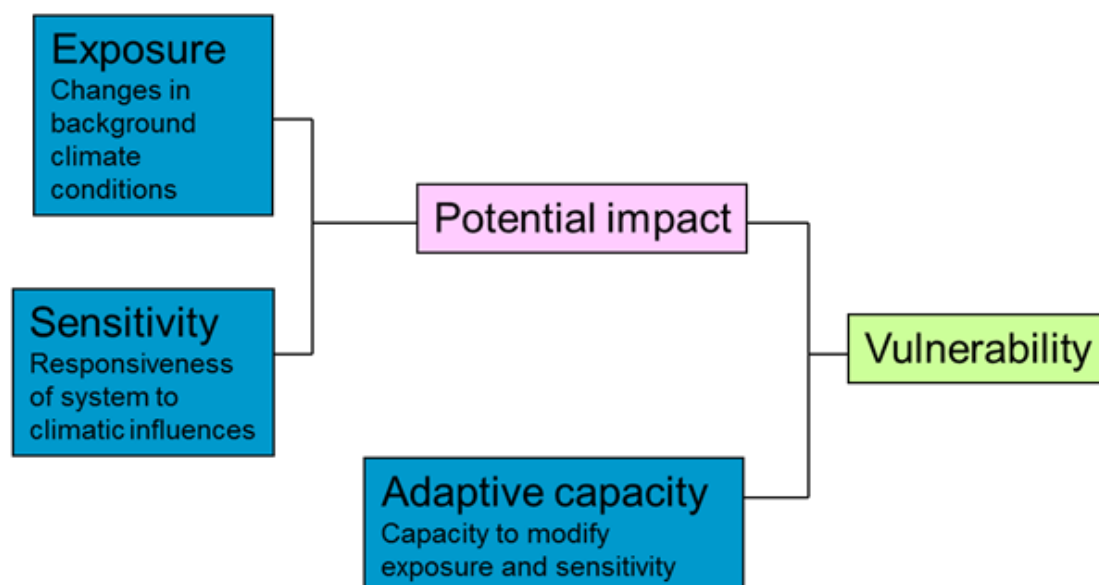 Exposure
Changes in
background
climate
conditions
Potential impact
Sensitivity
Responsiveness
of system to
climatic influences
Vulnerability
Adaptive capacity
Capacity to modify
exposure and sensitivity